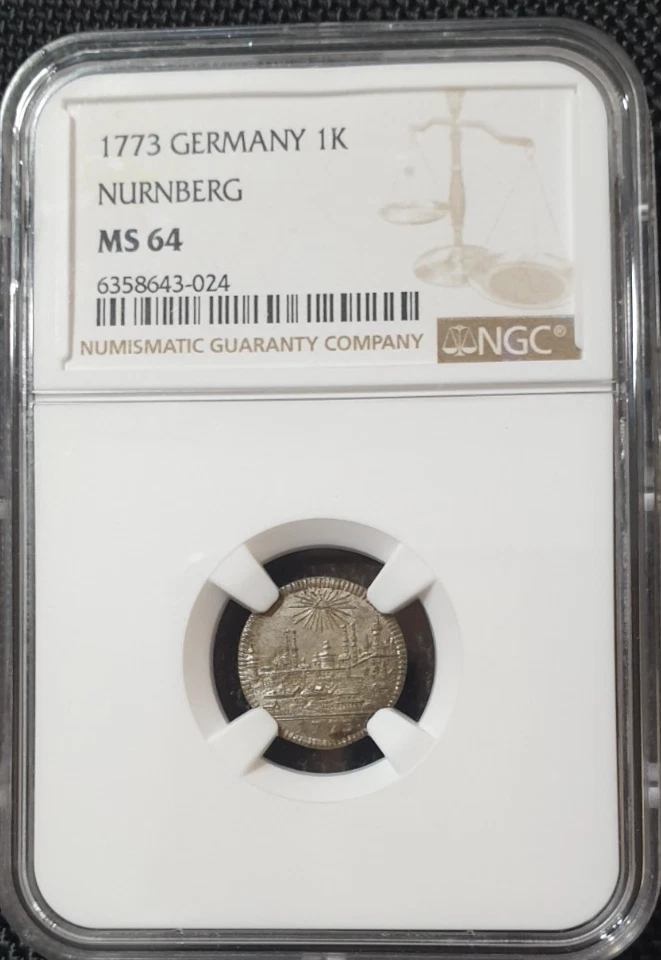 1773 GERMANY 1K
NURNBERG
MS 64
6358643-024
NUMISMATIC GUARANTY COMPANY
NGC®